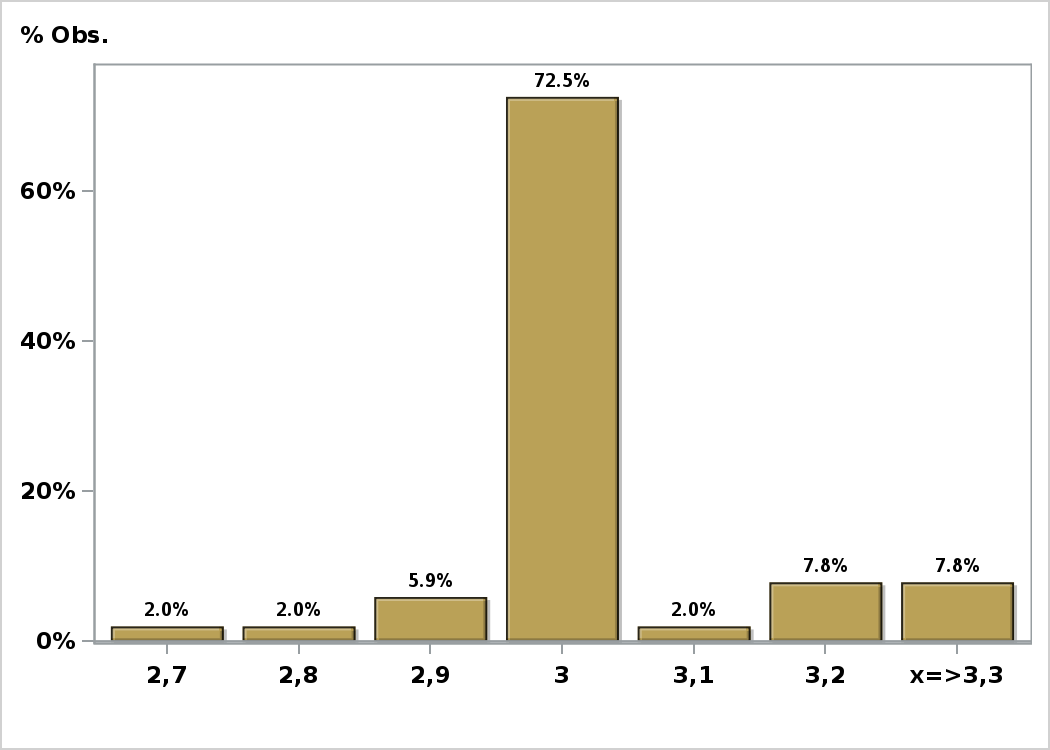 % Obs.
72.5%
60%
40%
20%
7.8% 7.8%
5.9%
2.0% 2.0% 2.0%
0%
2,7 2,8 2,9 3 3,1 3,2 x=>3,3